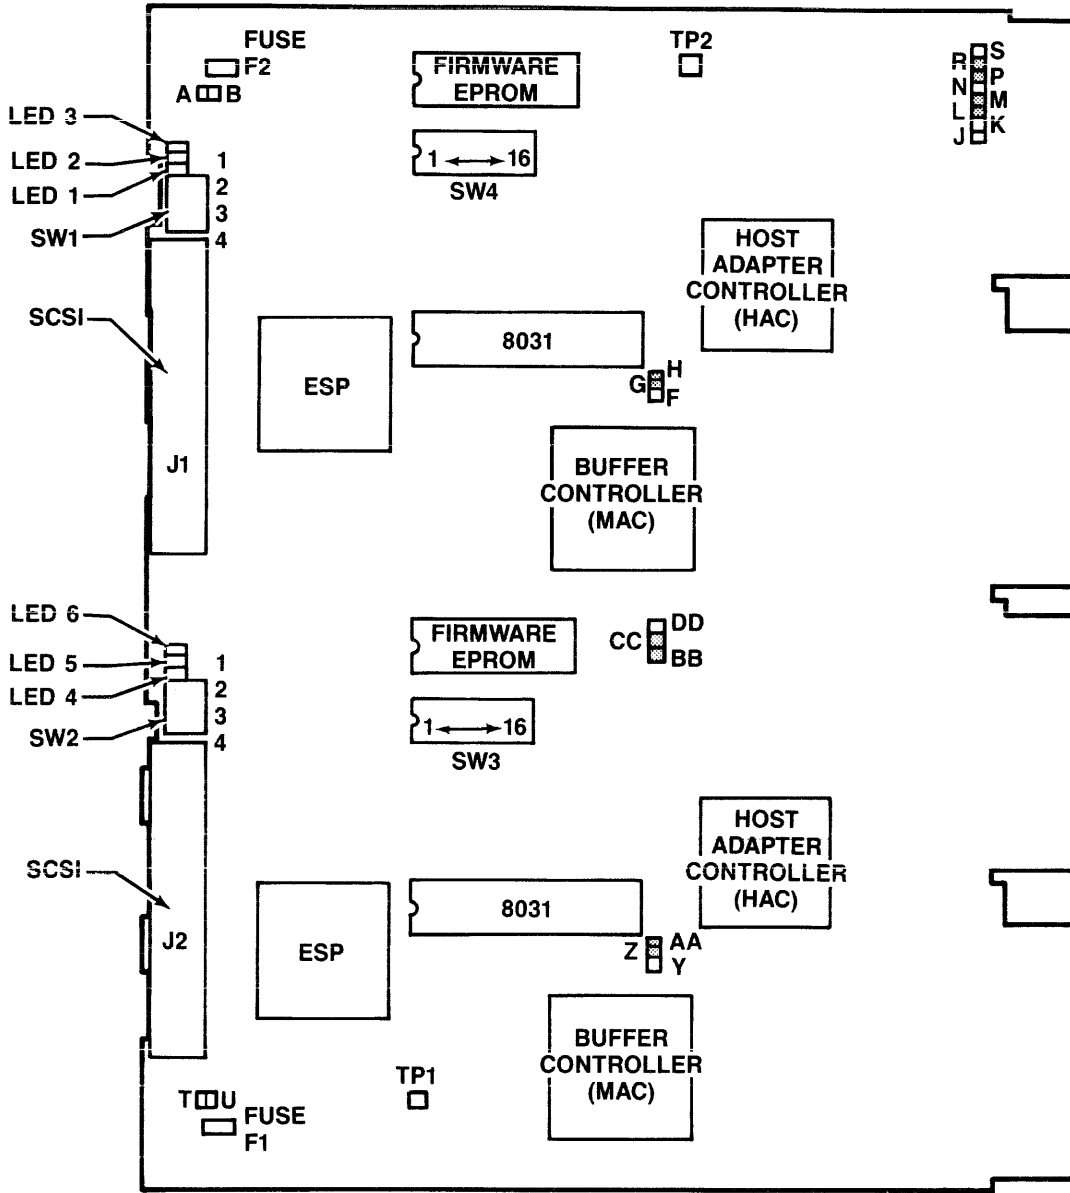 FUSE
F2
A B
FIRMWARE
EPROM
TP2
R S
P
N
M
L
K
J
LED 3
LED 2
LED 1
SW1
1
2
3
4
1 16
SW4
HOST
ADAPTER
CONTROLLER
(HAC)
SCSI
8031
ESP
G H
F
J1
BUFFER
CONTROLLER
(MAC)
LED 6
LED 5
LED 4
SW2
1
2
3
4
FIRMWARE
EPROM
DD
CC
BB
1 16
SW3
HOST
ADAPTER
CONTROLLER
(HAC)
SCSI
8031
J2
ESP
Z AA
Y
BUFFER
CONTROLLER
(MAC)
TP1
T U
FUSE
F1